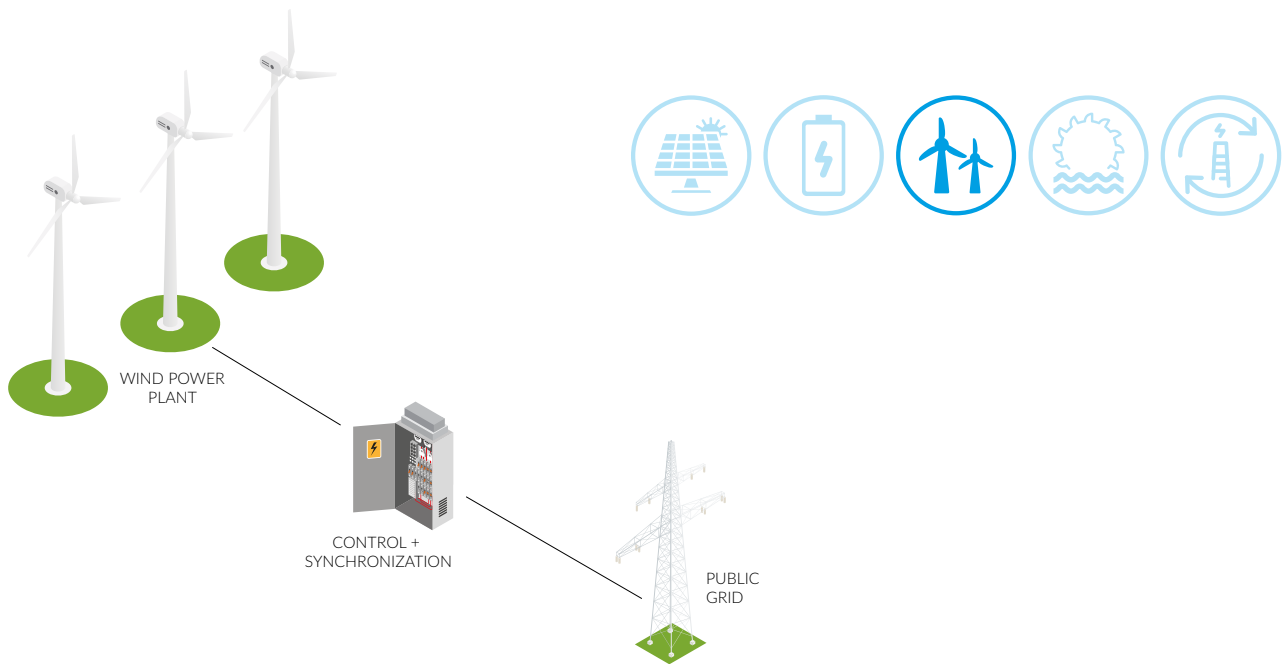 WIND POWER
PLANT
CONTROL +
SYNCHRONIZATION
PUBLIC
GRID